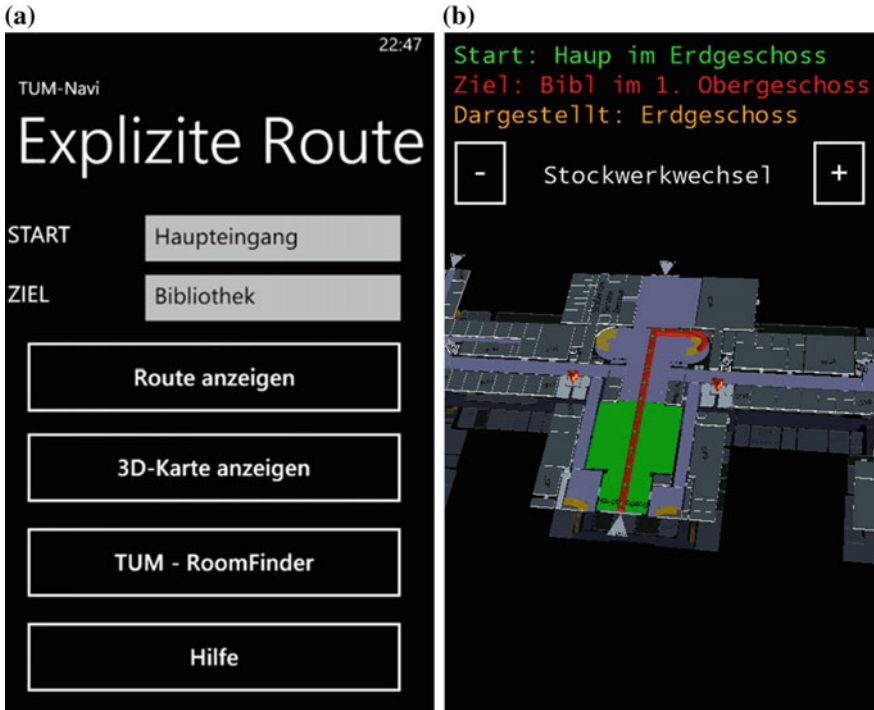 (a)
22:47
TUM-Navi
Explizite Route
START
Haupteingang
ZIEL
Bibliothek
Route anzeigen
3D-Karte anzeigen
TUM - RoomFinder
Hilfe
(b)
Start: Haup im Erdgeschoss
Ziel: Bibl im 1. Obergeschoss
Dargestellt: Erdgeschoss
-
Stockwerkwechsel
+